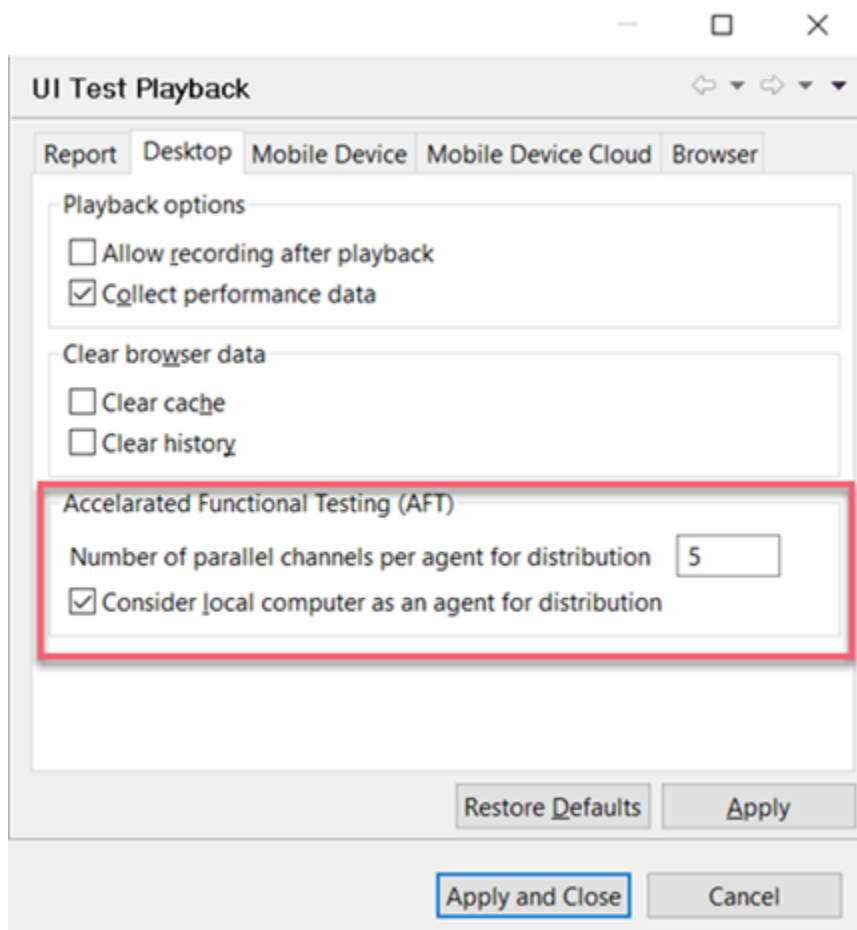 UI Test Playback
Report Desktop Mobile Device Mobile Device Cloud Browser
Playback options
Allow recording after playback
Collect performance data
Clear browser data
Clear cache
Clear history
Accelarated Functional Testing (AFT)
Number of parallel channels per agent for distribution 5
Consider local computer as an agent for distribution
Restore Defaults Apply
Apply and Close Cancel